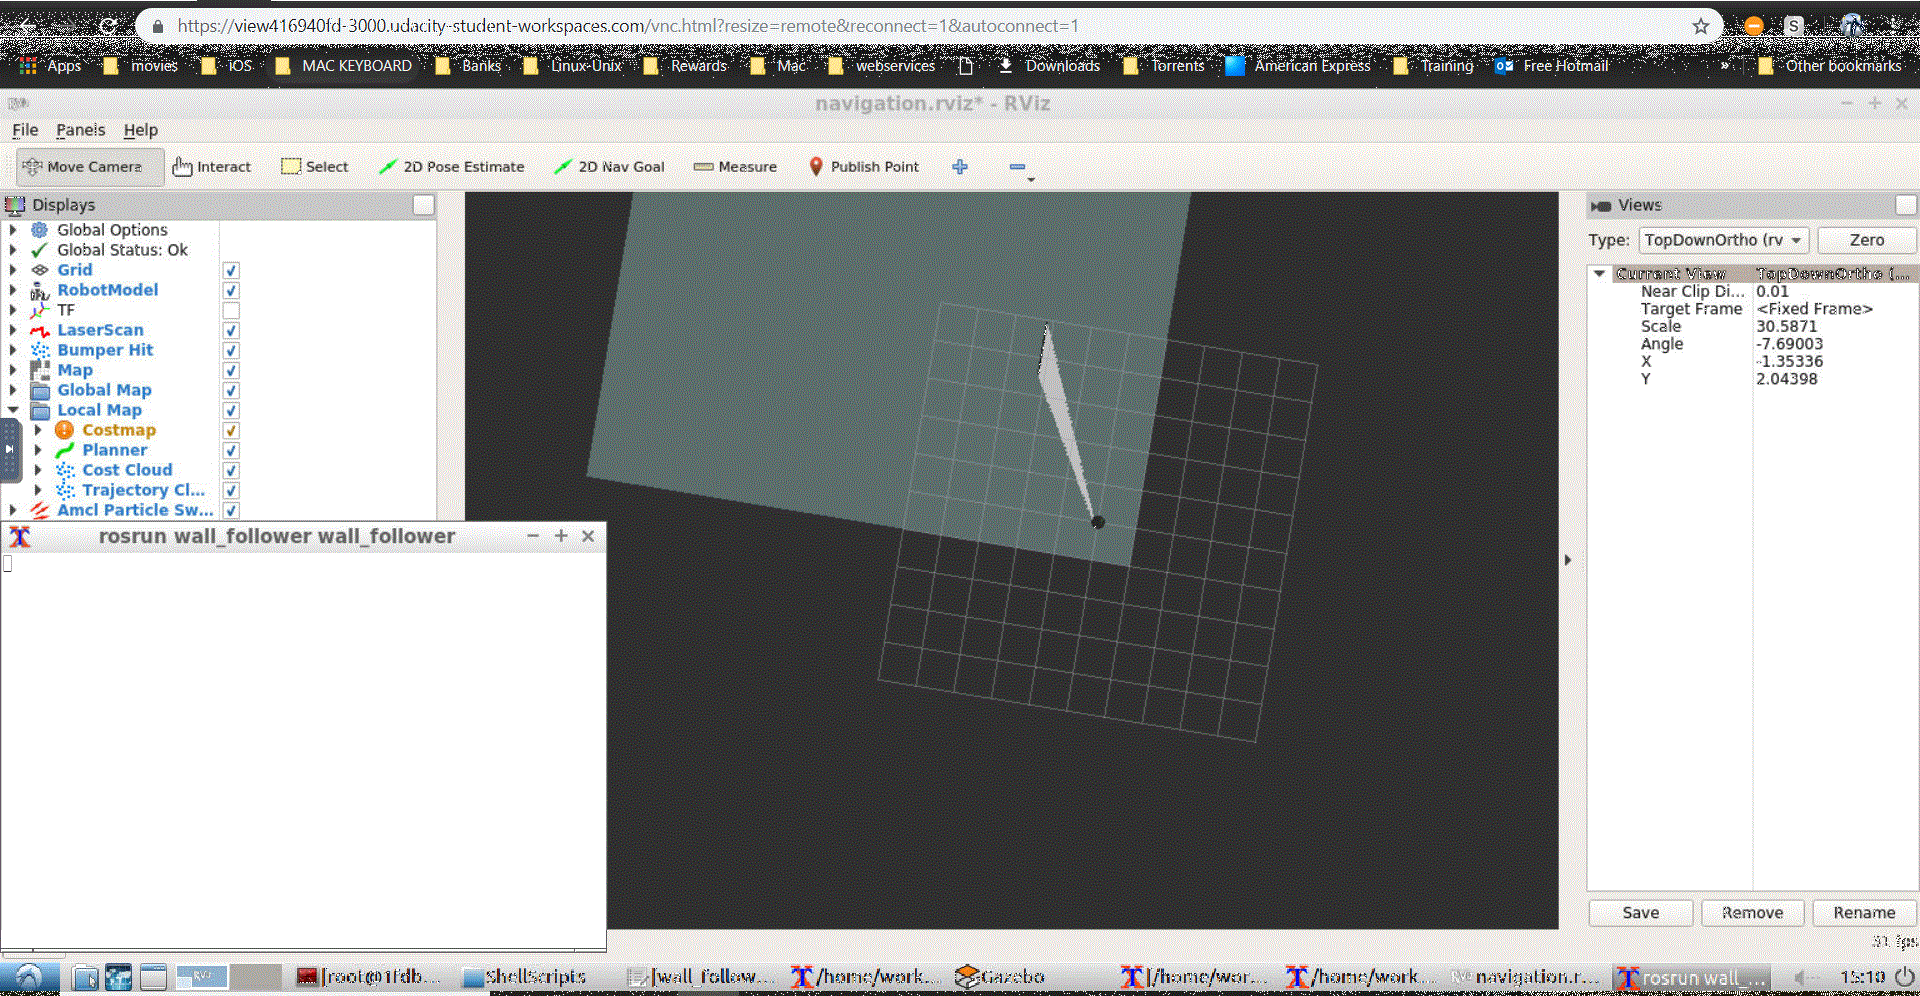 https://view416940fd-3000.udacity-student-workspaces.com/vnc.html?resize=remote&reconnect=1&autoconnect=1
S
Apps movies IOS MAC KEYBOARD Banks Linux-Unix Rewards Mac webservices Downloads Torrents American Express Training Free Hotmail » Other bookmarks
navigation.rviz* - RViz
File Panels Help
Move Camera Interact Select 2D Pose Estimate 2D Nav Goal Measure Publish Point
Displays
Global Options
Global Status: Ok
Grid
RobotModel
TF
LaserScan
Bumper Hit
Map
Global Map
Local Map
Costmap
Planner
Cost Cloud
Trajectory Cl...
Amcl Particle Sw...
rosrun wall_follower wall_follower
Views
Type: TopDownOrtho (rv Zero
Current View TopDownOrtho (...
Near Clip Di... 0.01
Target Frame <Fixed Frame>
Scale 30.5871
Angle -7.69003
X -1.35336
Y 2.04398
Save Remove Rename
31 fps
RViz [root@01fdb... ShellScripts [wall_follow... /home/work... Gazebo [/home/wor... /home/work... navigation.r... rosrun wall_... 15:10